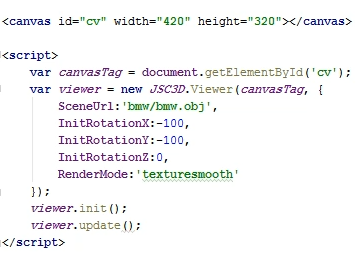 <canvas id="cv" width="420" height="320"></canvas>
<script>
var canvasTag = document.getElementById('cv');
var viewer = new JSC3D.Viewer(canvasTag, {
SceneUrl:'bmw/bmw.obj',
InitRotationX:-100,
InitRotationY:-100,
InitRotationZ:0,
RenderMode:'texturesmooth'
});
viewer.init();
viewer.update();
</script>